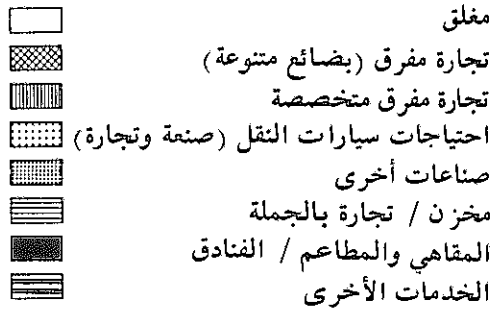 مغلق
تجارة مفرق (بضائع متنوعة)
تجارة مفرق متخصصة
احتياجات سيارات النقل (صنعة وتجارة)
صناعات أخرى
مخزن / تجارة بالجملة
المقاهي والمطاعم / الفنادق
الخدمات الأخرى